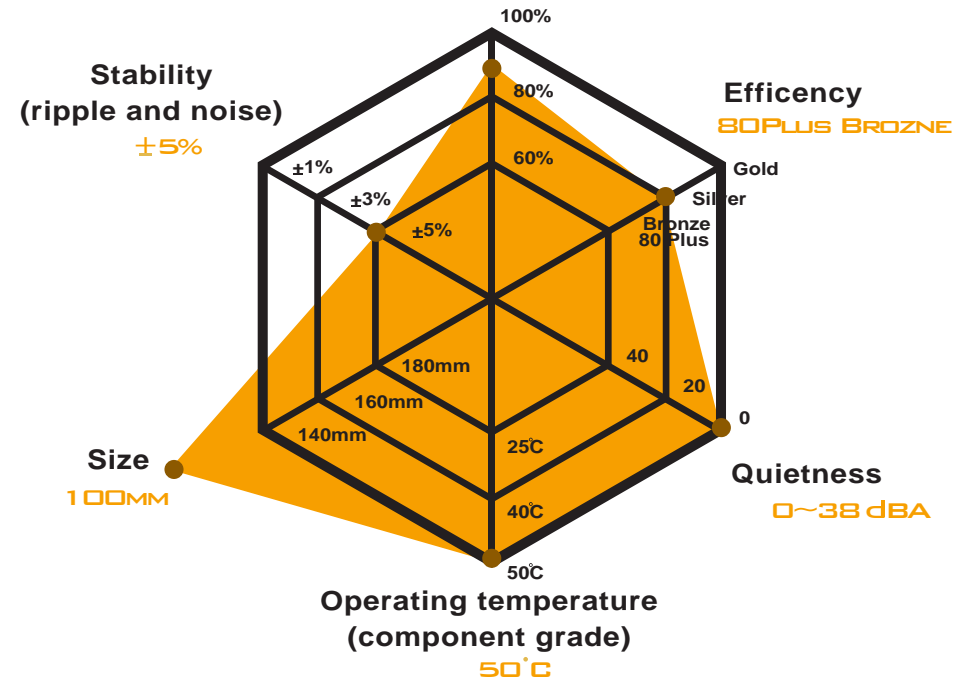 100%
Stability
(ripple and noise)
±5%
80%
Efficency
80Plus Brozne
60%
±1%
Gold
±3%
Silver
±5%
Bronze
80 Plus
180mm
40
160mm
20
140mm
0
25°C
Size
100mm
Quietness
0~38 dBA
40°C
50°C
Operating temperature
(component grade)
50°C